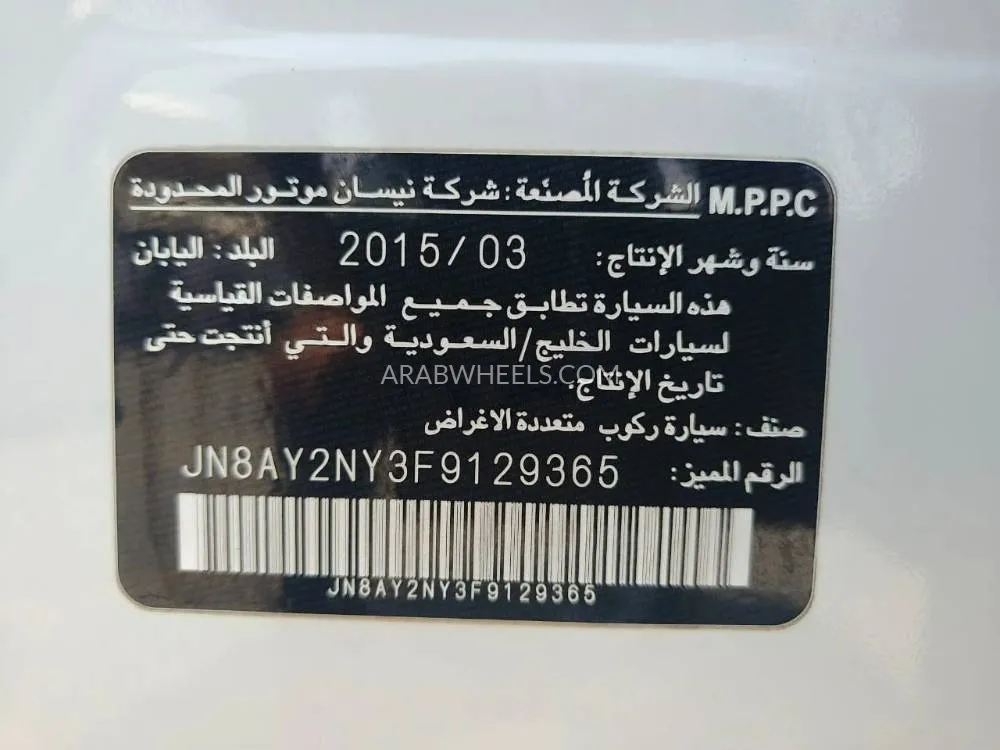 M.P.P.C الشركة المُصنّعة: شركة نيسان موتور المحدودة
سنة وشهر الإنتاج: 2015/03 البلد: اليابان
هذه السيارة تطابق جميع المواصفات القياسية
لسيارات الخليج/السعودية والتي أنتجت حتى
تاريخ الإنتاج.
ARABWHEELS.COM
صنف: سيارة ركوب متعددة الاغراض
الرقم المميز: JN8AY2NY3F9129365
JN8AY2NY3F9129365